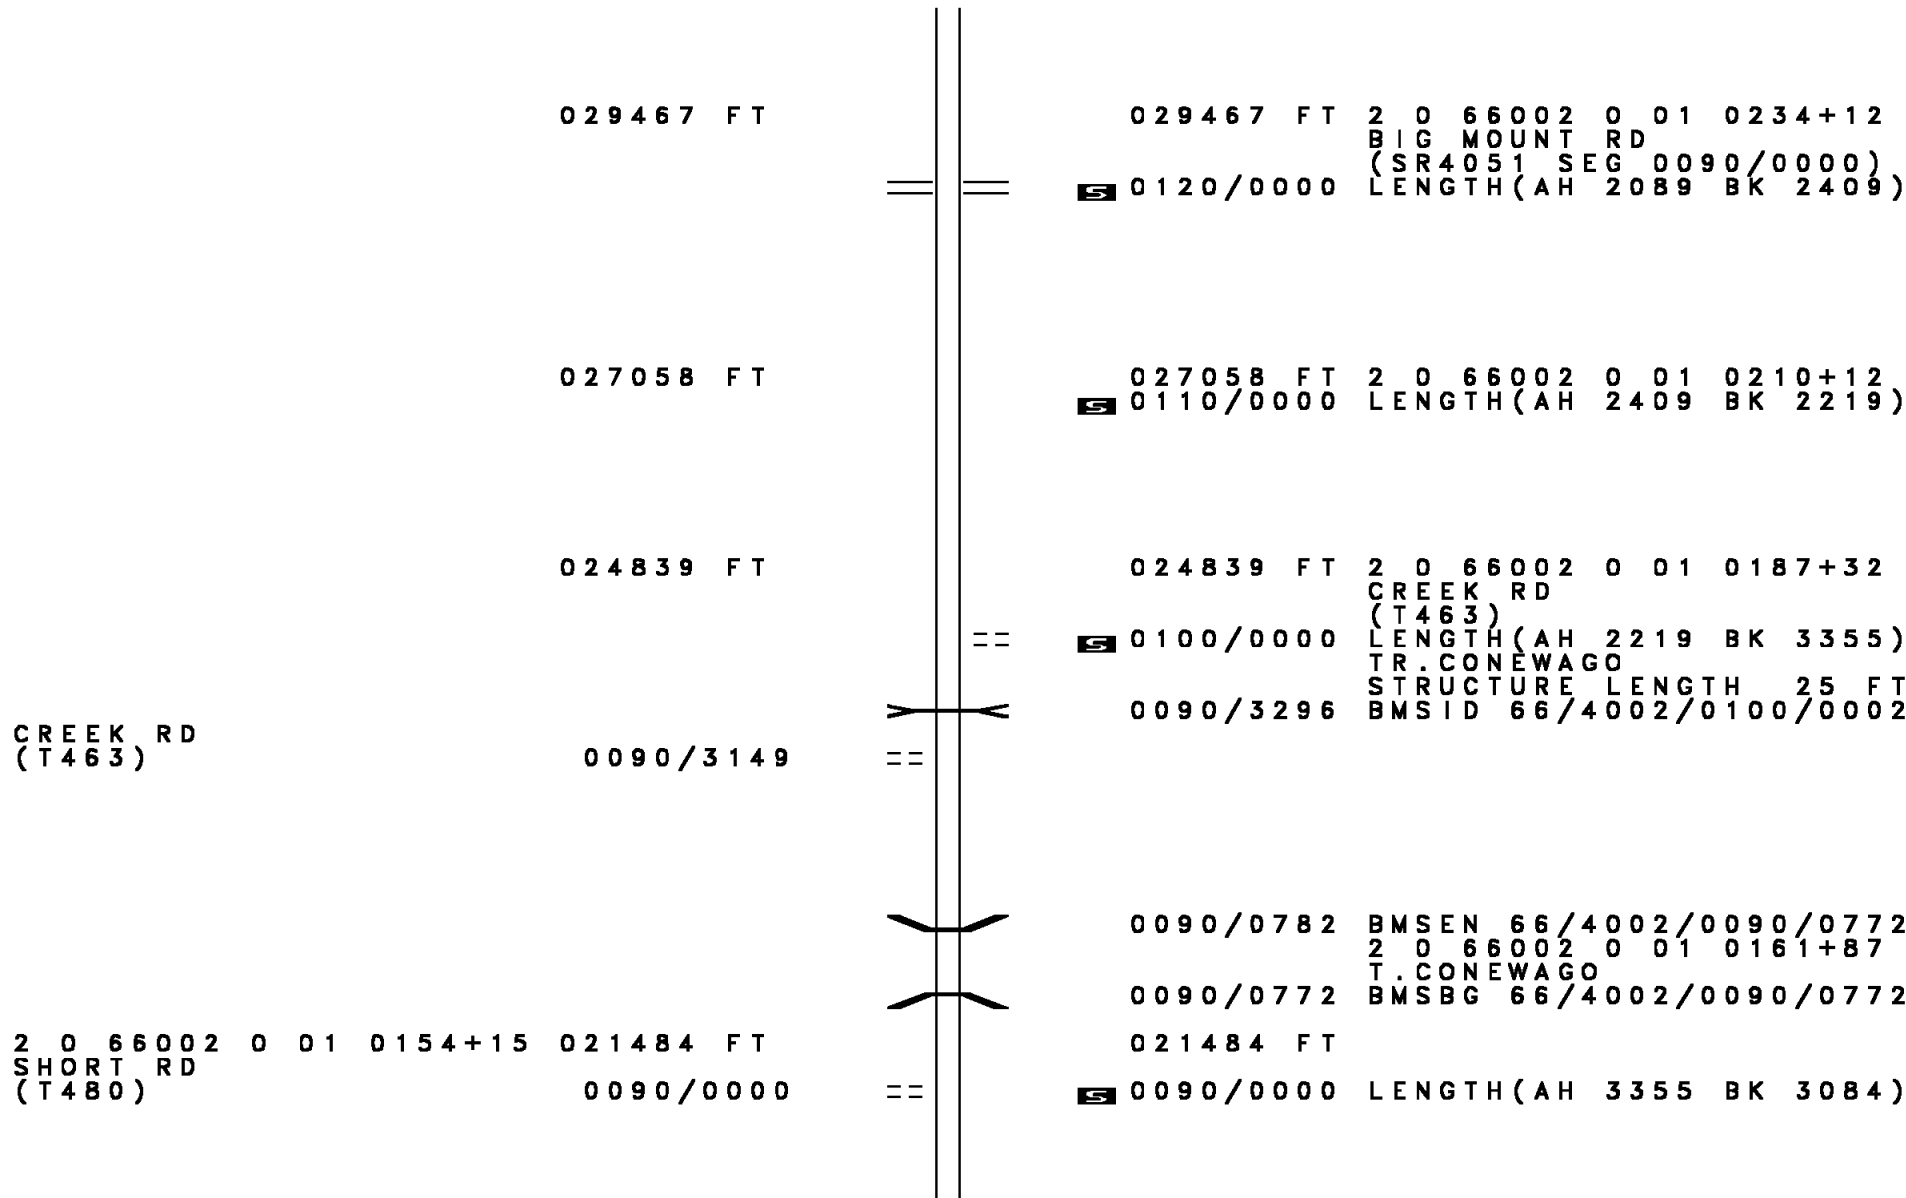 029467 FT 029467 FT 2 0 66002 0 01 0234+12
BIG MOUNT RD
(SR4051 SEG 0090/0000)
S 0120/0000 LENGTH(AH 2089 BK 2409)
027058 FT 027058 FT 2 0 66002 0 01 0210+12
S 0110/0000 LENGTH(AH 2409 BK 2219)
024839 FT 024839 FT 2 0 66002 0 01 0187+32
CREEK RD
(T463)
S 0100/0000 LENGTH(AH 2219 BK 3355)
TR.CONEWAGO
STRUCTURE LENGTH 25 FT
0090/3296 BMSID 66/4002/0100/0002
CREEK RD
(T463) 0090/3149
0090/0782 BMSEN 66/4002/0090/0772
2 0 66002 0 01 0161+87
T.CONEWAGO
0090/0772 BMSBG 66/4002/0090/0772
2 0 66002 0 01 0154+15 021484 FT 021484 FT
SHORT RD
(T480) 0090/0000 S 0090/0000 LENGTH(AH 3355 BK 3084)